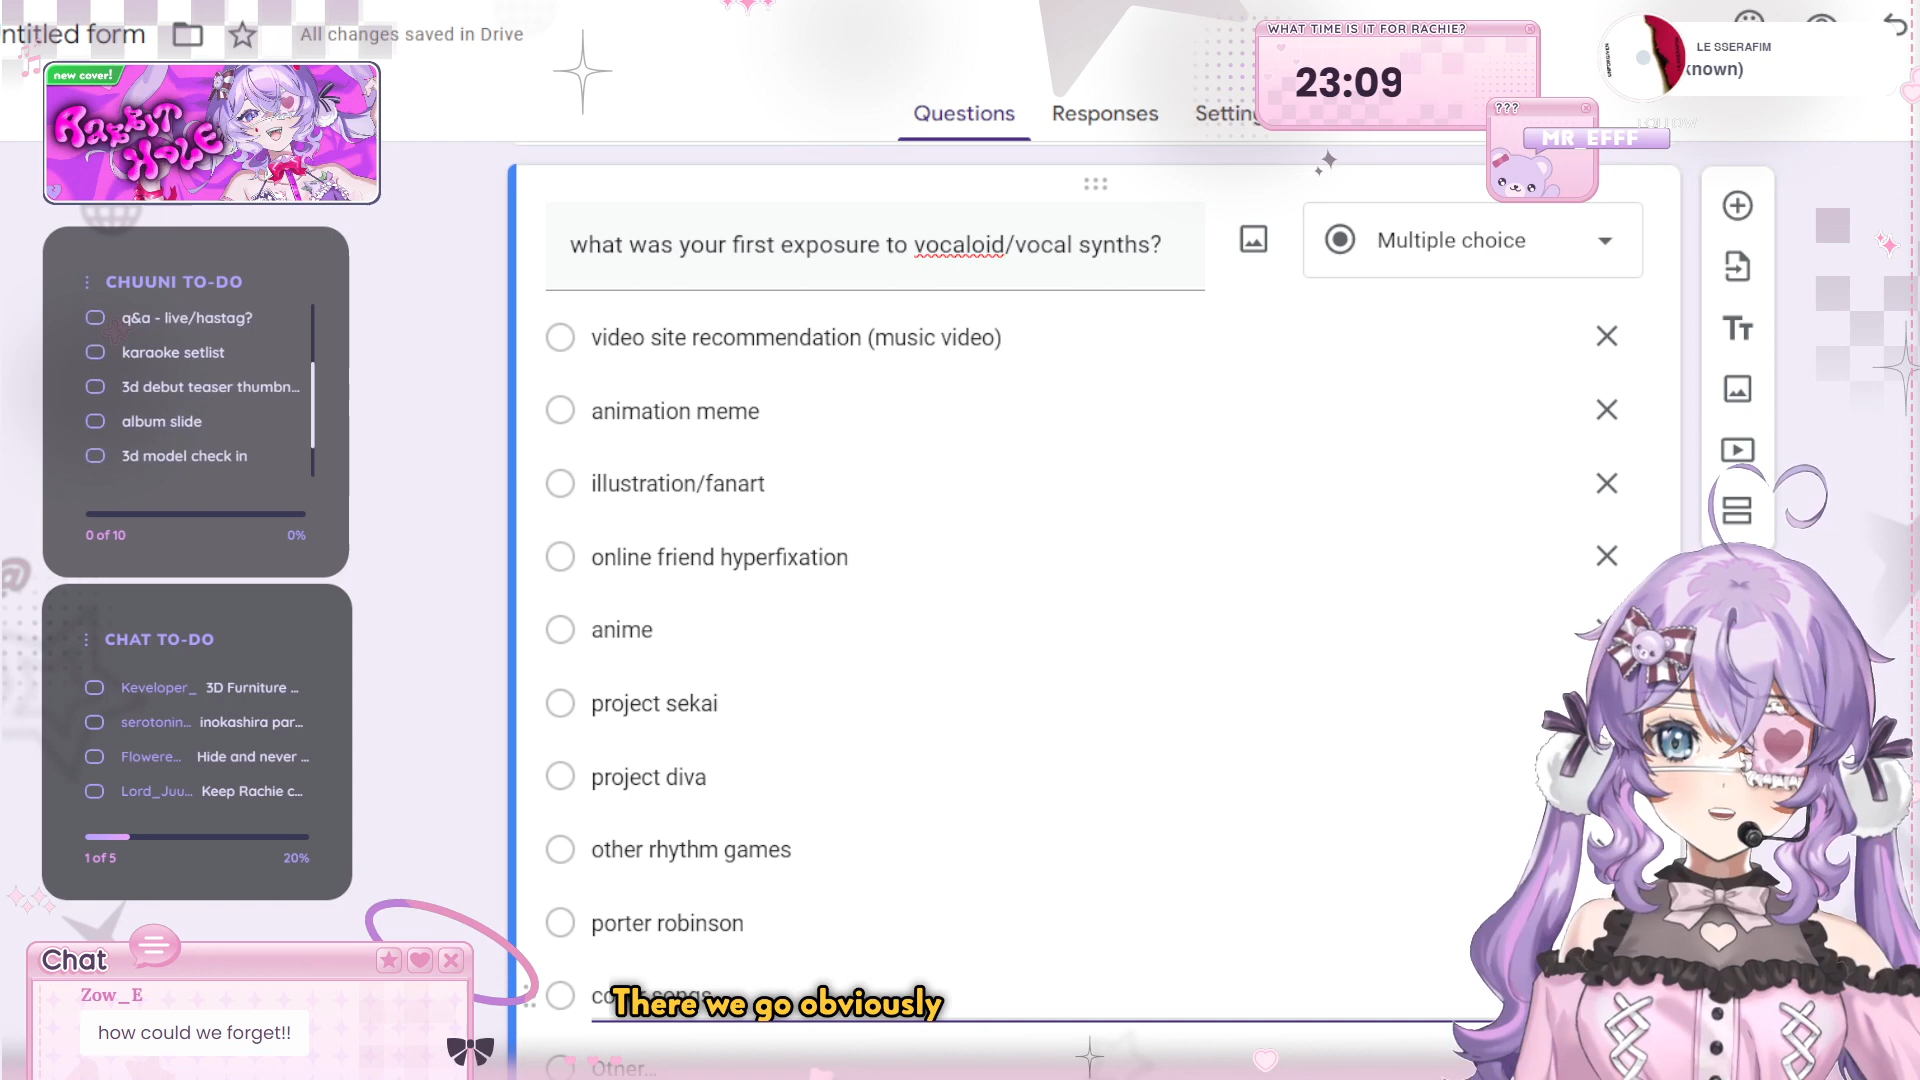 ntitled form
All changes saved in Drive
new cover!
RABBIT
HOLE
Questions
Responses
Setting
WHAT TIME IS IT FOR RACHIE?
23:09
LE SSERAFIM
known)
???
MR EFFF
FOLLOW
CHUUNI TO-DO
q&a - live/hastag?
karaoke setlist
3d debut teaser thumbn...
album slide
3d model check in
0 of 10
0%
CHAT TO-DO
Keveloper_ 3D Furniture ...
serotonin... inokashira par...
Flowere... Hide and never ...
Lord_Juu... Keep Rachie c...
1 of 5
20%
Chat
Zow_E
how could we forget!!
what was your first exposure to vocaloid/vocal synths?
Multiple choice
video site recommendation (music video)
animation meme
illustration/fanart
online friend hyperfixation
anime
project sekai
project diva
other rhythm games
porter robinson
There we go obviously
Other...